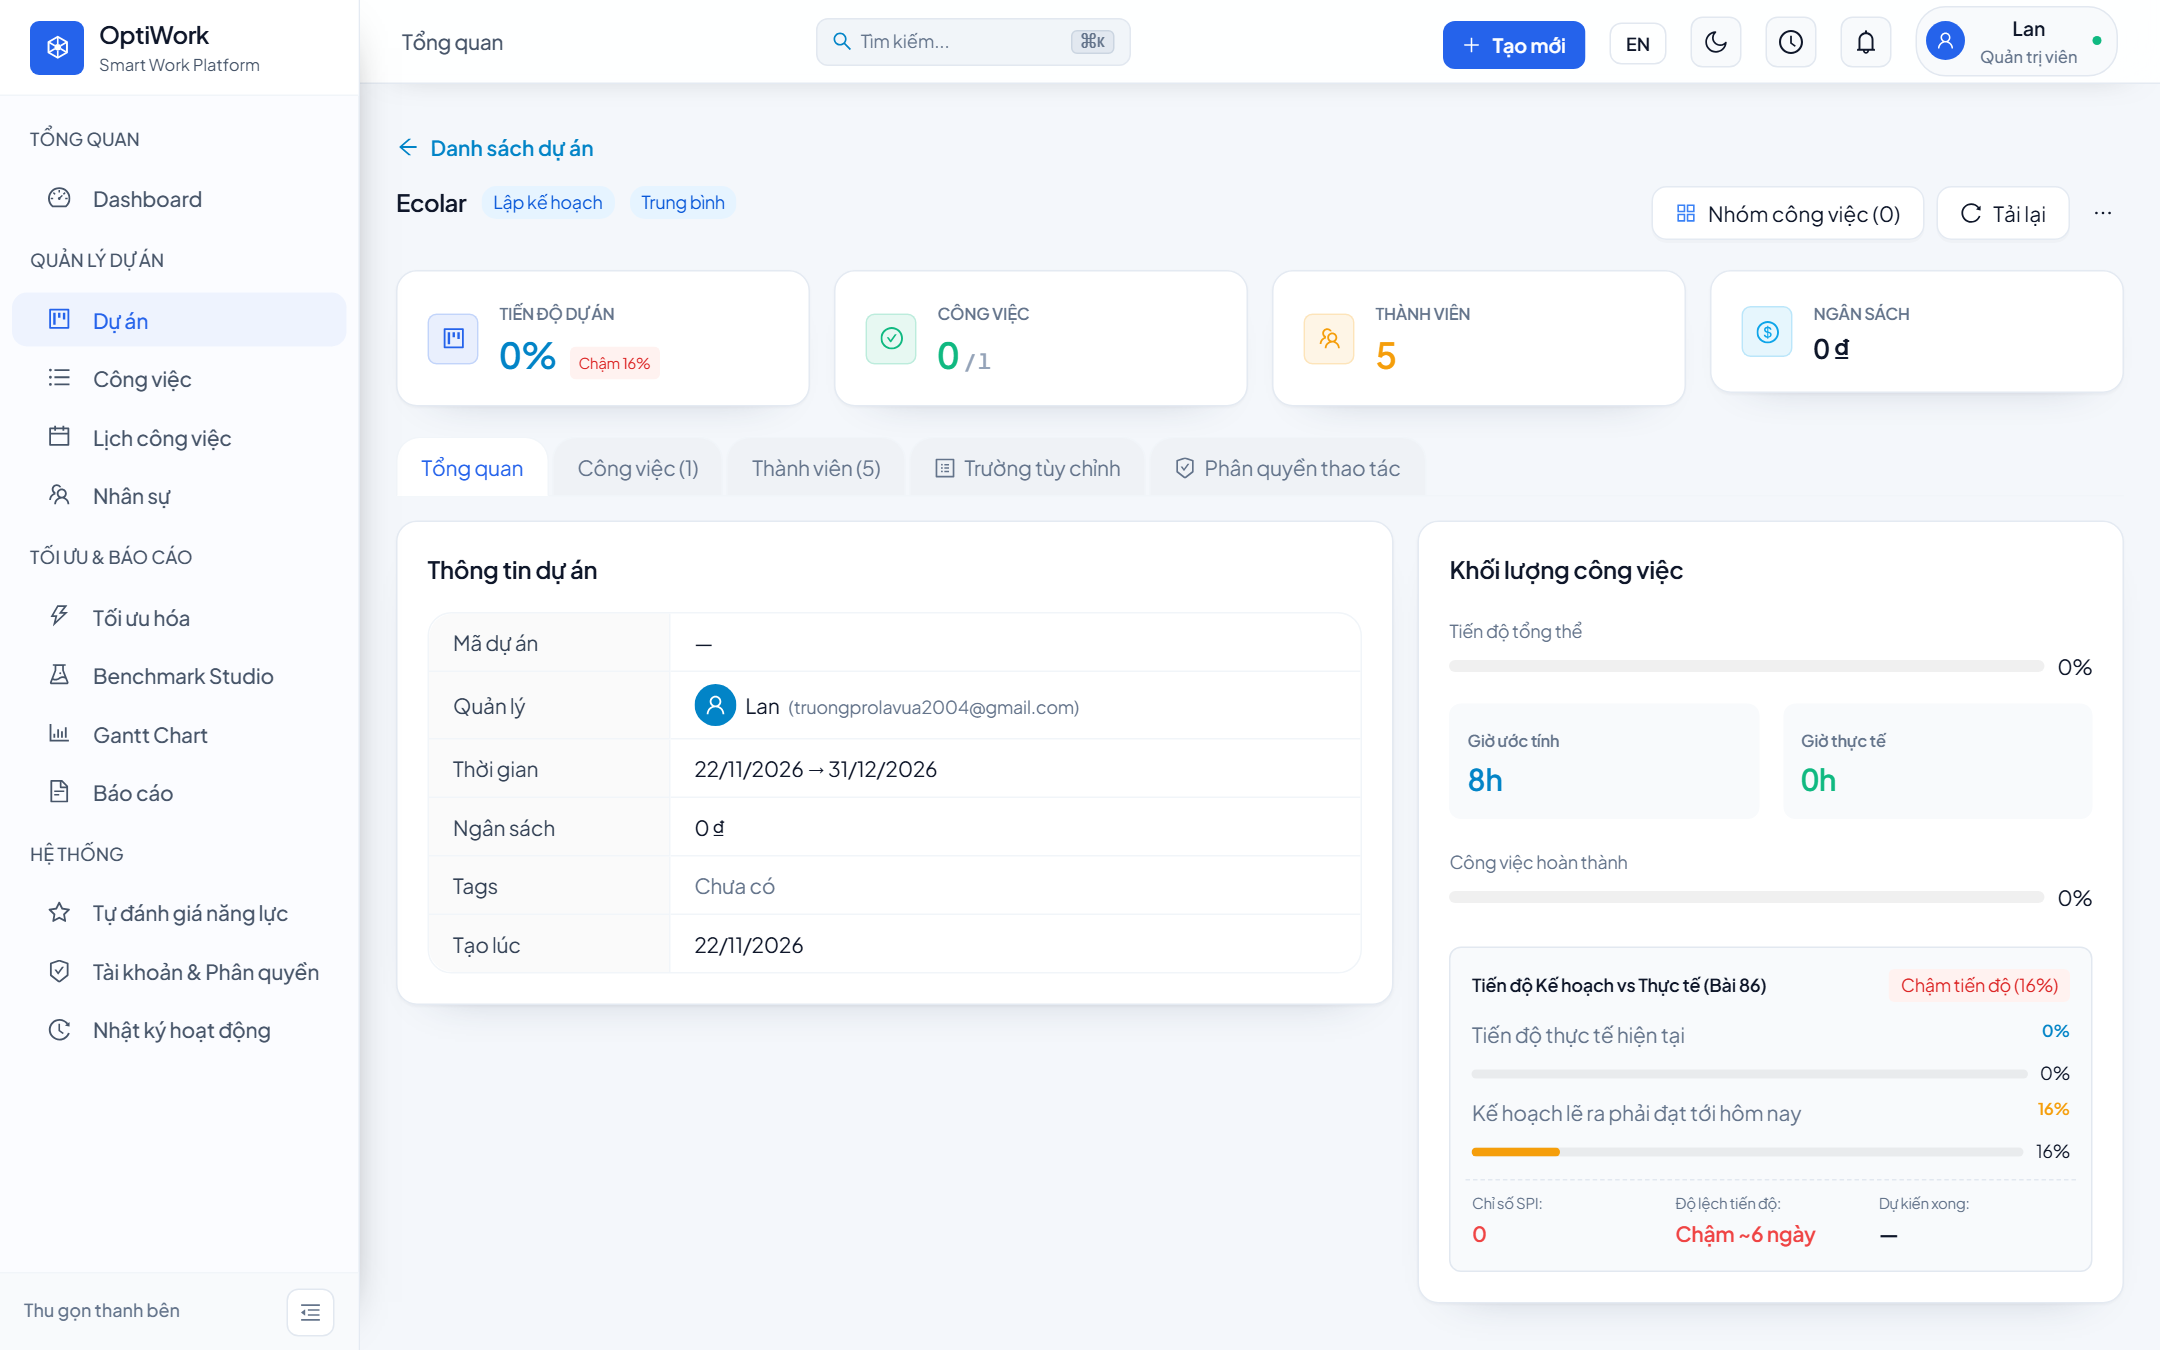 OptiWork
Smart Work Platform
TỔNG QUAN
Dashboard
QUẢN LÝ DỰ ÁN
Dự án
Công việc
Lịch công việc
Nhân sự
TỐI ƯU & BÁO CÁO
Tối ưu hóa
Benchmark Studio
Gantt Chart
Báo cáo
HỆ THỐNG
Tự đánh giá năng lực
Tài khoản & Phân quyền
Nhật ký hoạt động
Thu gọn thanh bên
Tổng quan
Tìm kiếm...
⌘K
+ Tạo mới
EN
Lan
Quản trị viên
← Danh sách dự án
Ecolar
Lập kế hoạch
Trung bình
Nhóm công việc (0)
Tải lại
...
TIẾN ĐỘ DỰ ÁN
0%
Chậm 16%
CÔNG VIỆC
0 / 1
THÀNH VIÊN
5
NGÂN SÁCH
0 ₫
Tổng quan
Công việc (1)
Thành viên (5)
Trường tùy chỉnh
Phân quyền thao tác
Thông tin dự án
Mã dự án
—
Quản lý
Lan (truongprolavua2004@gmail.com)
Thời gian
22/11/2026 → 31/12/2026
Ngân sách
0 ₫
Tags
Chưa có
Tạo lúc
22/11/2026
Khối lượng công việc
Tiến độ tổng thể
0%
Giờ ước tính
8h
Giờ thực tế
0h
Công việc hoàn thành
0%
Tiến độ Kế hoạch vs Thực tế (Bài 86)
Chậm tiến độ (16%)
Tiến độ thực tế hiện tại
0%
0%
Kế hoạch lẽ ra phải đạt tới hôm nay
16%
16%
Chỉ số SPI:
0
Độ lệch tiến độ:
Chậm ~6 ngày
Dự kiến xong:
—